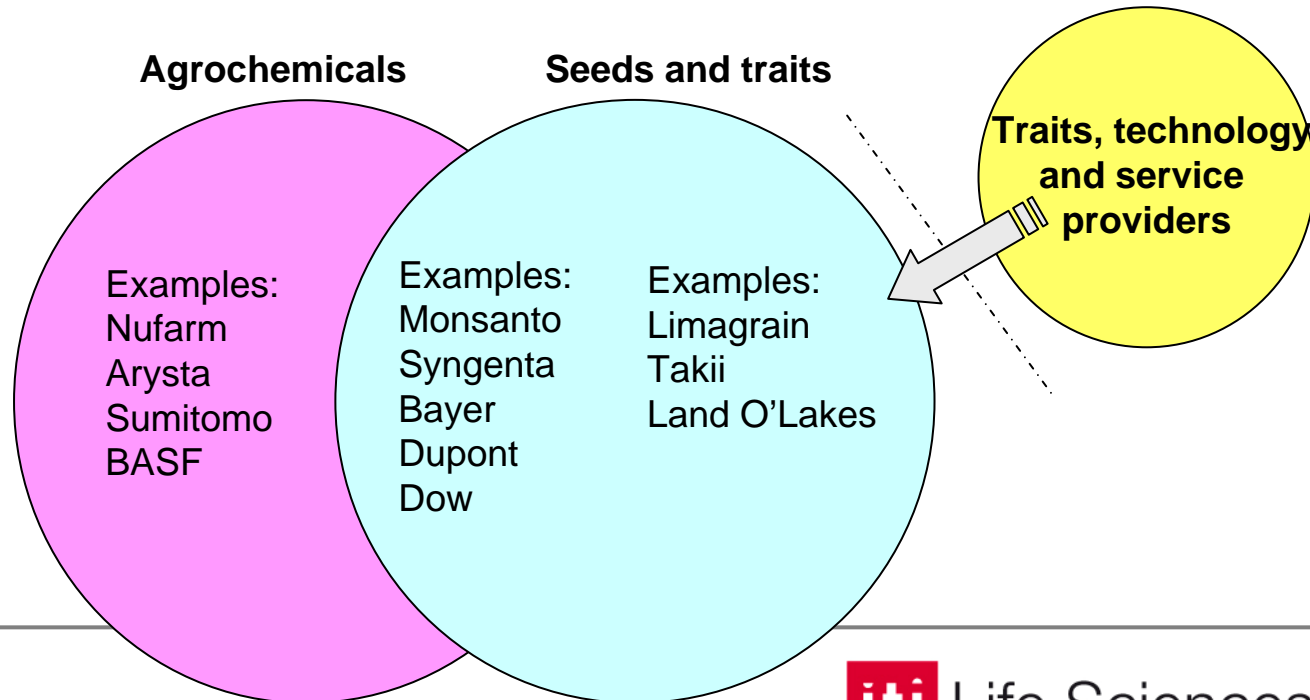 Agrochemicals
Seeds and traits
Traits, technology
and service
providers
Examples:
Nufarm
Arysta
Sumitomo
BASF
Examples:
Monsanto
Syngenta
Bayer
Dupont
Dow
Examples:
Limagrain
Takii
Land O’Lakes
iti Life Sciences